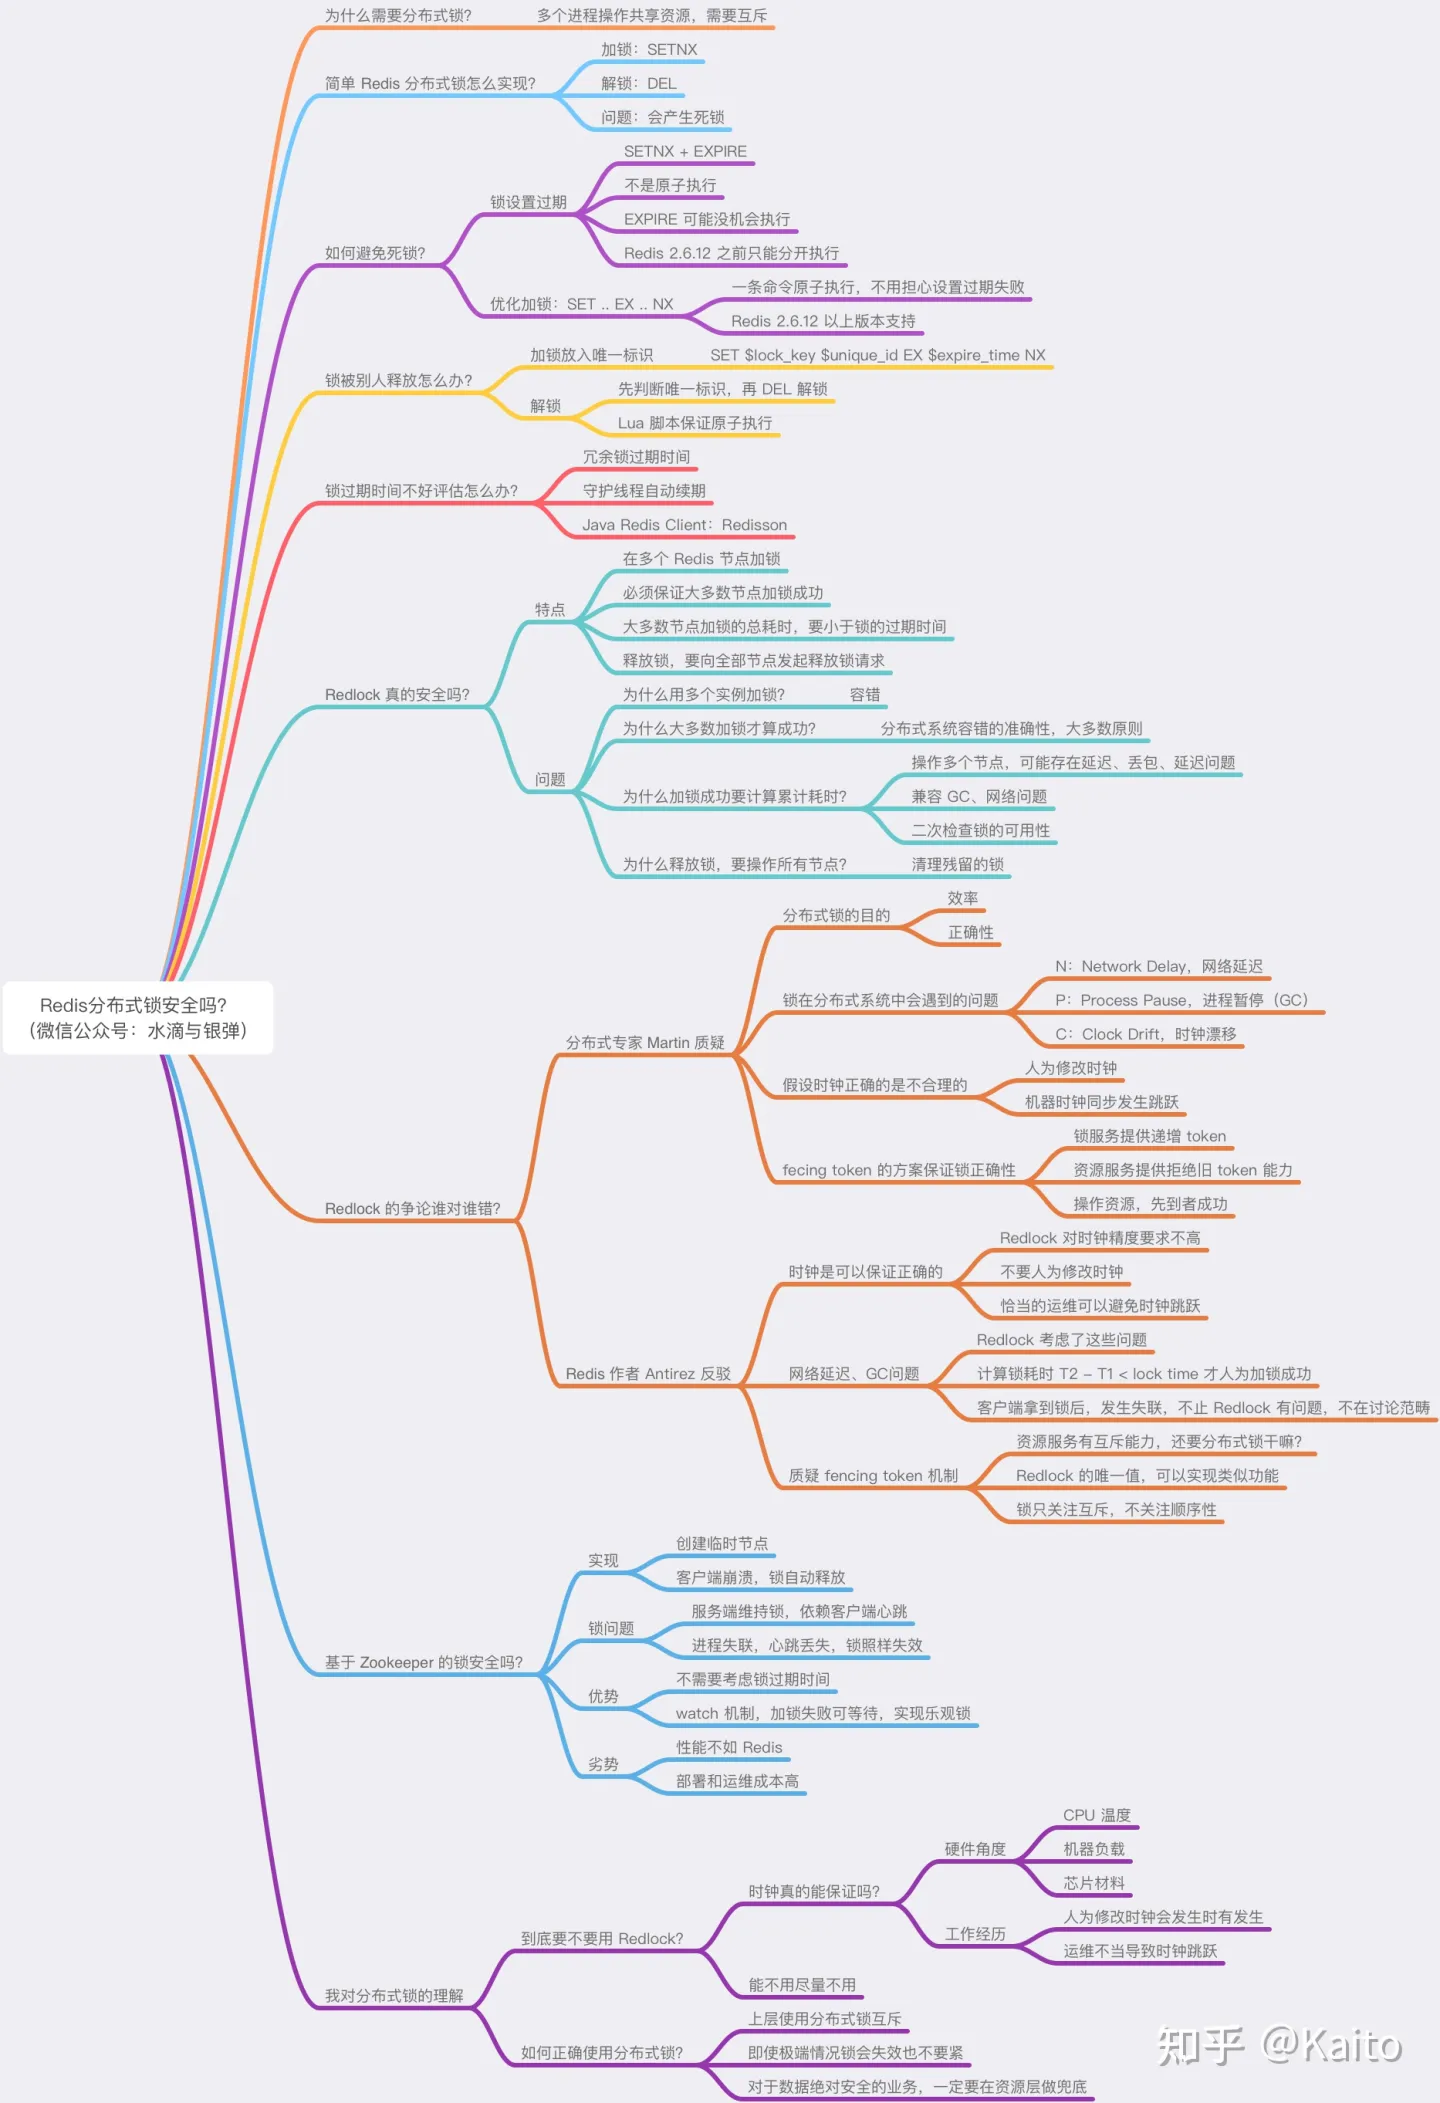 为什么需要分布式锁？
多个进程操作共享资源，需要互斥
简单 Redis 分布式锁怎么实现？
加锁：SETNX
解锁：DEL
问题：会产生死锁
如何避免死锁？
锁设置过期
SETNX + EXPIRE
不是原子执行
EXPIRE 可能没机会执行
Redis 2.6.12 之前只能分开执行
优化加锁：SET .. EX .. NX
一条命令原子执行，不用担心设置过期失败
Redis 2.6.12 以上版本支持
锁被别人释放怎么办？
加锁放入唯一标识
SET $lock_key $unique_id EX $expire_time NX
解锁
先判断唯一标识，再 DEL 解锁
Lua 脚本保证原子执行
锁过期时间不好评估怎么办？
冗余锁过期时间
守护线程自动续期
Java Redis Client：Redisson
Redlock 真的安全吗？
特点
在多个 Redis 节点加锁
必须保证大多数节点加锁成功
大多数节点加锁的总耗时，要小于锁的过期时间
释放锁，要向全部节点发起释放锁请求
问题
为什么用多个实例加锁？
容错
为什么大多数加锁才算成功？
分布式系统容错的准确性，大多数原则
为什么加锁成功要计算累计耗时？
操作多个节点，可能存在延迟、丢包、延迟问题
兼容 GC、网络问题
二次检查锁的可用性
为什么释放锁，要操作所有节点？
清理残留的锁
Redis分布式锁安全吗？
（微信公众号：水滴与银弹）
Redlock 的争论谁对谁错？
分布式专家 Martin 质疑
分布式锁的目的
效率
正确性
锁在分布式系统中会遇到的问题
N：Network Delay，网络延迟
P：Process Pause，进程暂停（GC）
C：Clock Drift，时钟漂移
假设时钟正确的是不合理的
人为修改时钟
机器时钟同步发生跳跃
fecing token 的方案保证锁正确性
锁服务提供递增 token
资源服务提供拒绝旧 token 能力
操作资源，先到者成功
Redis 作者 Antirez 反驳
时钟是可以保证正确的
Redlock 对时钟精度要求不高
不要人为修改时钟
恰当的运维可以避免时钟跳跃
网络延迟、GC问题
Redlock 考虑了这些问题
计算锁耗时 T2 - T1 < lock time 才人为加锁成功
客户端拿到锁后，发生失联，不止 Redlock 有问题，不在讨论范畴
质疑 fencing token 机制
资源服务有互斥能力，还要分布式锁干嘛？
Redlock 的唯一值，可以实现类似功能
锁只关注互斥，不关注顺序性
基于 Zookeeper 的锁安全吗？
实现
创建临时节点
客户端崩溃，锁自动释放
锁问题
服务端维持锁，依赖客户端心跳
进程失联，心跳丢失，锁照样失效
优势
不需要考虑锁过期时间
watch 机制，加锁失败可等待，实现乐观锁
劣势
性能不如 Redis
部署和运维成本高
我对分布式锁的理解
到底要不要用 Redlock？
时钟真的能保证吗？
硬件角度
CPU 温度
机器负载
芯片材料
工作经历
人为修改时钟会发生时有发生
运维不当导致时钟跳跃
能不用尽量不用
如何正确使用分布式锁？
上层使用分布式锁互斥
即使极端情况锁会失效也不要紧
对于数据绝对安全的业务，一定要在资源层做兜底
知乎 @Kaito